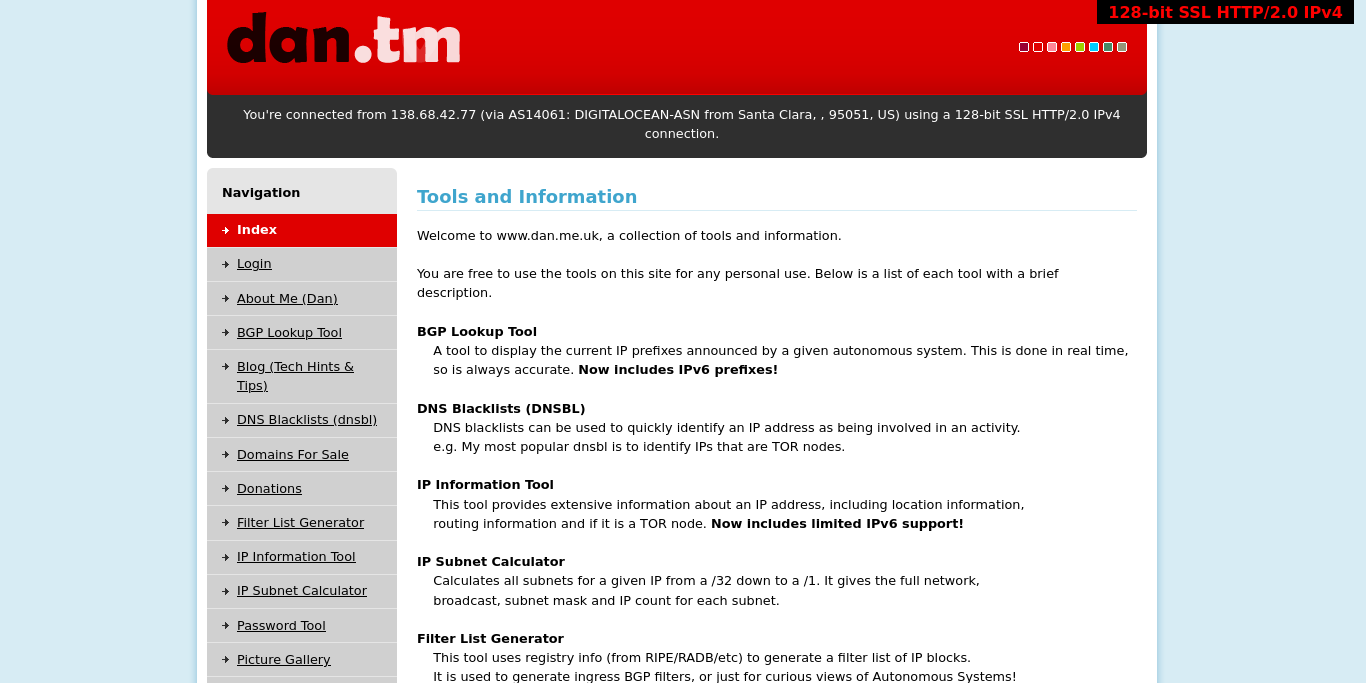 128-bit SSL HTTP/2.0 IPv4
dan.tm
You're connected from 138.68.42.77 (via AS14061: DIGITALOCEAN-ASN from Santa Clara, , 95051, US) using a 128-bit SSL HTTP/2.0 IPv4
connection.
Navigation
Index
Login
About Me (Dan)
BGP Lookup Tool
Blog (Tech Hints &
Tips)
DNS Blacklists (dnsbl)
Domains For Sale
Donations
Filter List Generator
IP Information Tool
IP Subnet Calculator
Password Tool
Picture Gallery
Tools and Information
Welcome to www.dan.me.uk, a collection of tools and information.
You are free to use the tools on this site for any personal use. Below is a list of each tool with a brief
description.
BGP Lookup Tool
A tool to display the current IP prefixes announced by a given autonomous system. This is done in real time,
so is always accurate. Now includes IPv6 prefixes!
DNS Blacklists (DNSBL)
DNS blacklists can be used to quickly identify an IP address as being involved in an activity.
e.g. My most popular dnsbl is to identify IPs that are TOR nodes.
IP Information Tool
This tool provides extensive information about an IP address, including location information,
routing information and if it is a TOR node. Now includes limited IPv6 support!
IP Subnet Calculator
Calculates all subnets for a given IP from a /32 down to a /1. It gives the full network,
broadcast, subnet mask and IP count for each subnet.
Filter List Generator
This tool uses registry info (from RIPE/RADB/etc) to generate a filter list of IP blocks.
It is used to generate ingress BGP filters, or just for curious views of Autonomous Systems!